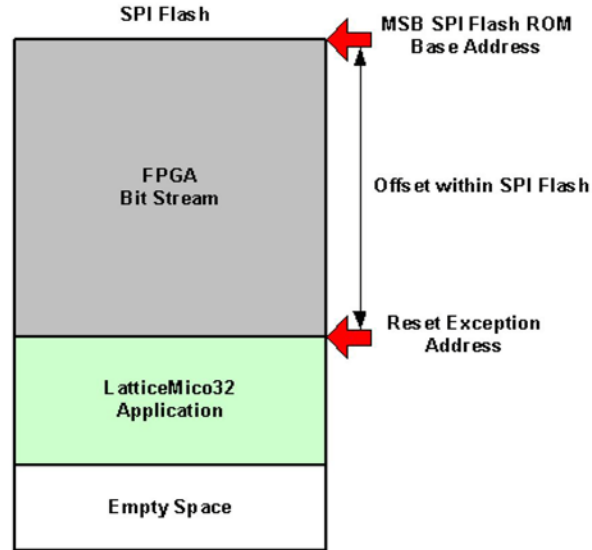 SPI Flash
MSB SPI Flash ROM
Base Address
FPGA
Bit Stream
Offset within SPI Flash
Reset Exception
Address
LatticeMico32
Application
Empty Space